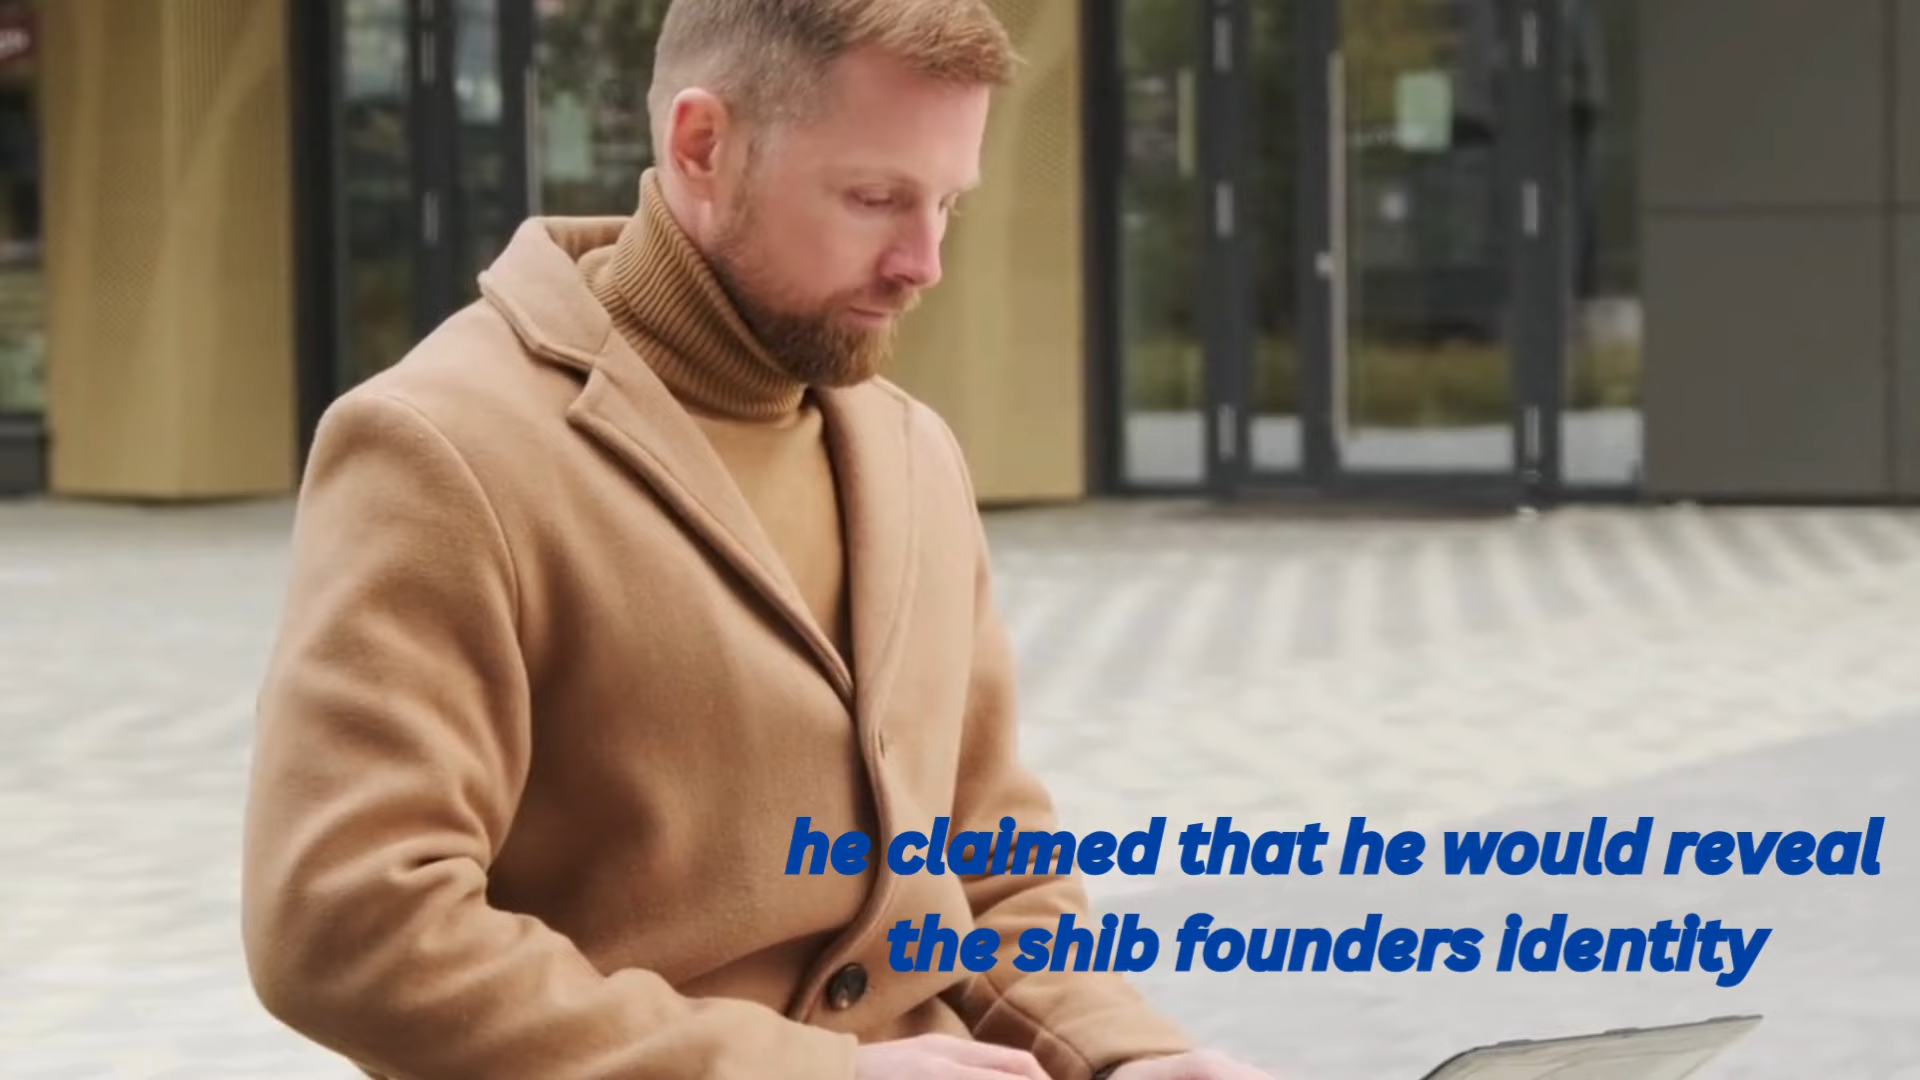 he claimed that he would reveal
the shib founders identity